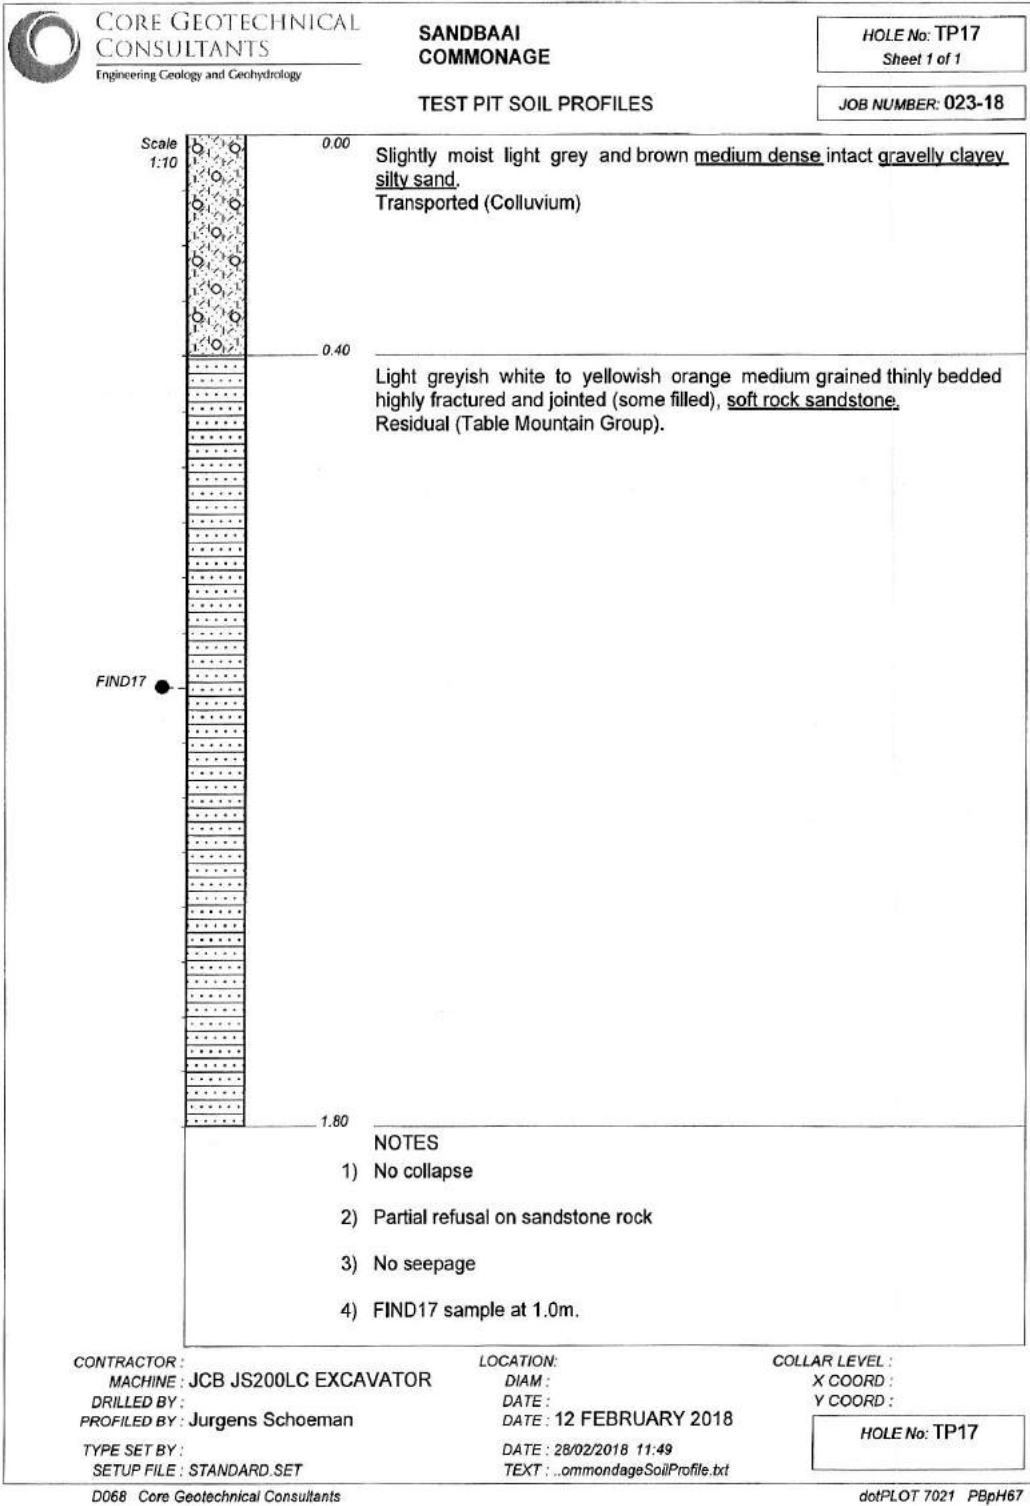 CORE GEOTECHNICAL
CONSULTANTS
Engineering Geology and Geohydrology
SANDBAAI
COMMONAGE
TEST PIT SOIL PROFILES
HOLE No: TP17
Sheet 1 of 1
JOB NUMBER: 023-18
Scale
1:10
0.00
Slightly moist light grey and brown medium dense intact gravelly clayey
silty sand.
Transported (Colluvium)
0.40
Light greyish white to yellowish orange medium grained thinly bedded
highly fractured and jointed (some filled), soft rock sandstone.
Residual (Table Mountain Group).
FIND17
1.80
NOTES
1) No collapse
2) Partial refusal on sandstone rock
3) No seepage
4) FIND17 sample at 1.0m.
CONTRACTOR :
MACHINE : JCB JS200LC EXCAVATOR
DRILLED BY :
PROFILED BY : Jurgens Schoeman
TYPE SET BY :
SETUP FILE : STANDARD.SET
LOCATION:
DIAM :
DATE :
DATE : 12 FEBRUARY 2018
DATE : 28/02/2018 11:49
TEXT : ..ommondageSoilProfile.txt
COLLAR LEVEL :
X COORD :
Y COORD :
HOLE No: TP17
D068 Core Geotechnical Consultants
dotPLOT 7021 PBpH67